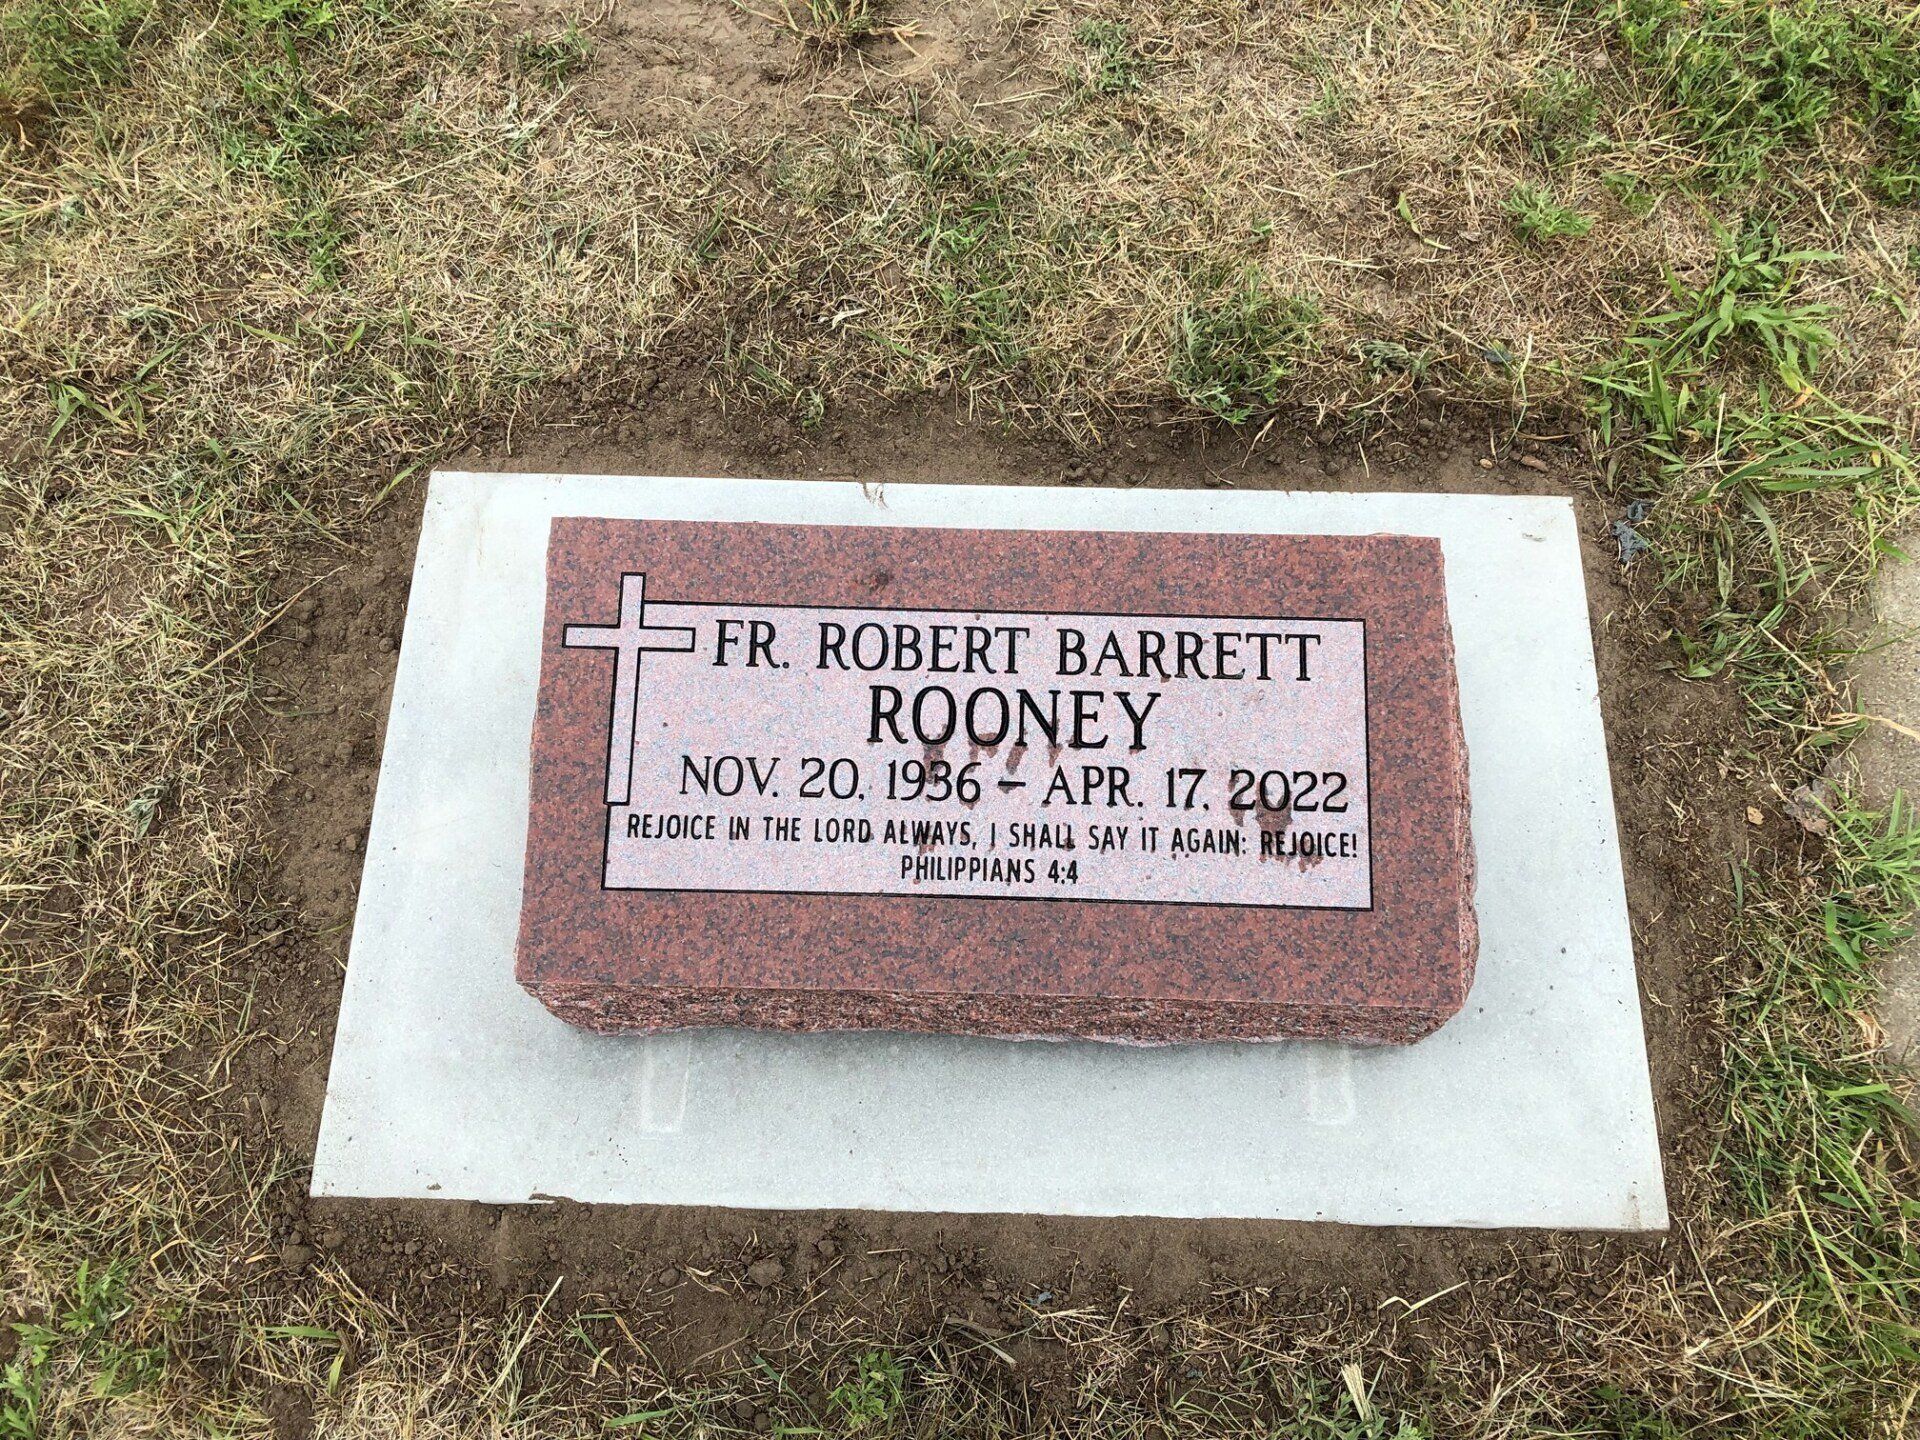 FR. ROBERT BARRETT
ROONEY
NOV. 20, 1936 – APR. 17, 2022
REJOICE IN THE LORD ALWAYS, I SHALL SAY IT AGAIN: REJOICE!
PHILIPPIANS 4:4